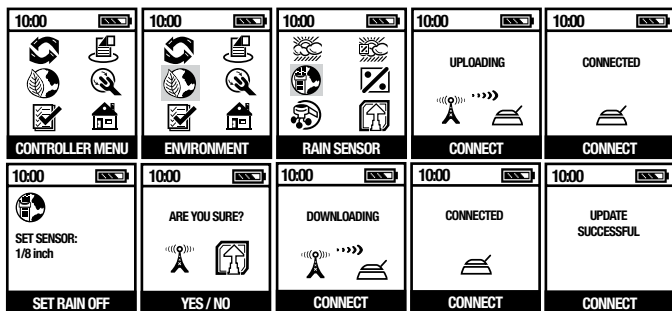 10:00
10:00
10:00
10:00
10:00
UPLOADING
CONNECTED
CONTROLLER MENU
ENVIRONMENT
RAIN SENSOR
CONNECT
CONNECT
10:00
10:00
10:00
10:00
10:00
SET SENSOR:
1/8 inch
ARE YOU SURE?
DOWNLOADING
CONNECTED
UPDATE
SUCCESSFUL
SET RAIN OFF
YES / NO
CONNECT
CONNECT
CONNECT